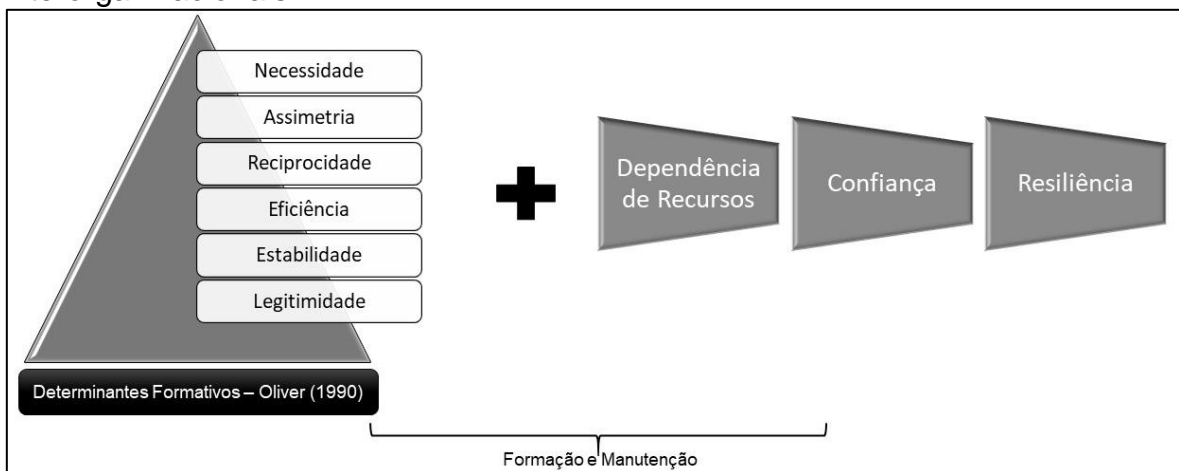 Necessidade
Assimetria
Reciprocidade
Eficiência
Estabilidade
Legitimidade
Dependência
de Recursos
Confiança
Resiliência
Determinantes Formativos – Oliver (1990)
Formação e Manutenção